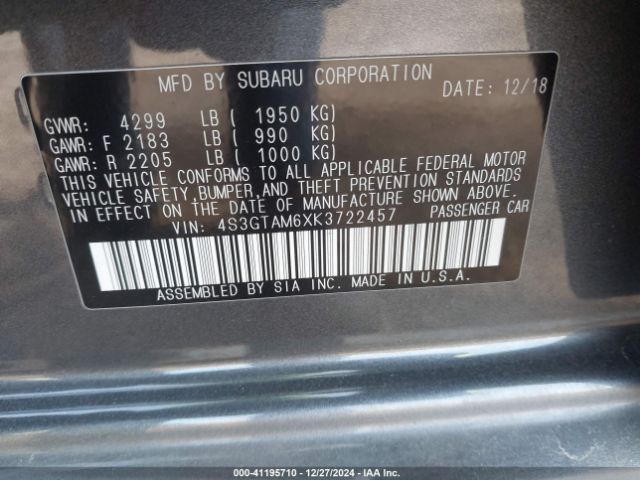 MFD BY SUBARU CORPORATION
DATE: 12/18
GVWR: 4299 LB ( 1950 KG)
GAWR: F 2183 LB ( 990 KG)
GAWR: R 2205 LB ( 1000 KG)
THIS VEHICLE CONFORMS TO ALL APPLICABLE FEDERAL MOTOR
VEHICLE SAFETY,BUMPER,AND THEFT PREVENTION STANDARDS
IN EFFECT ON THE DATE OF MANUFACTURE SHOWN ABOVE.
VIN: 4S3GTAM6XK3722457 PASSENGER CAR
ASSEMBLED BY SIA INC. MADE IN U.S.A.
000-41195710 - 12/27/2024 - IAA Inc.